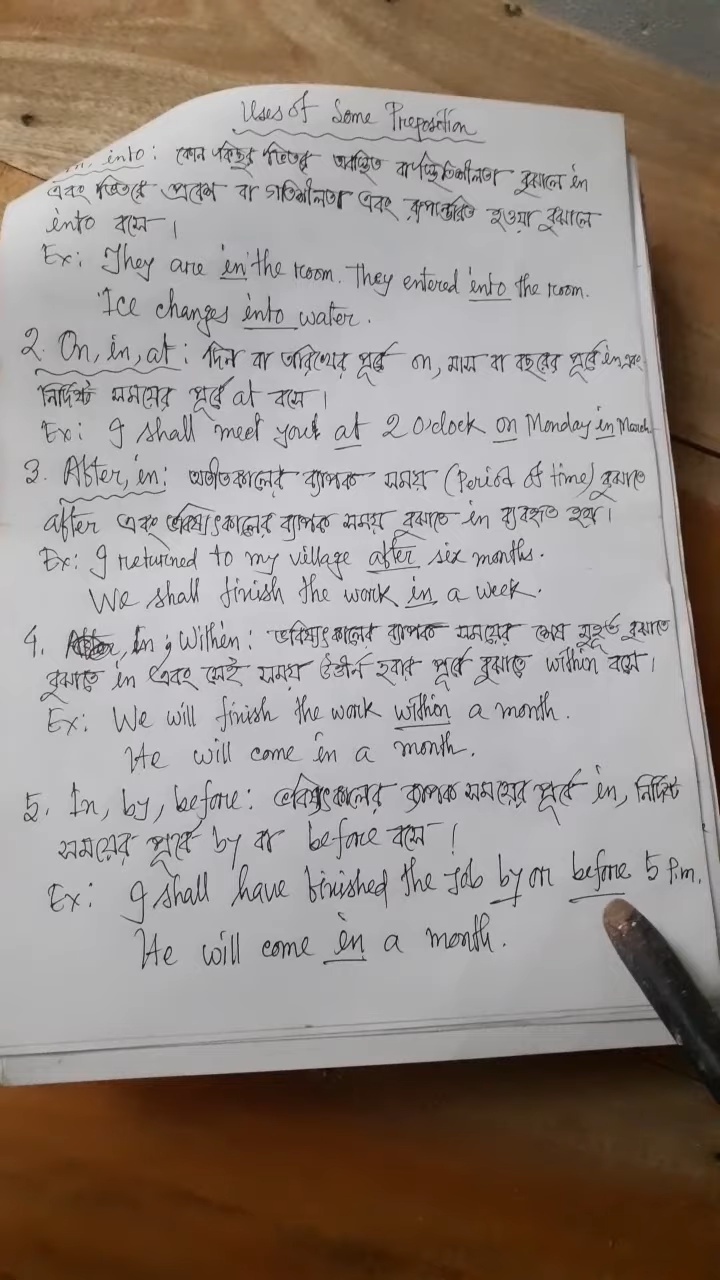 Uses of Some Preposition
in, into: কোন কিছুর ভিতরে অবস্থিত বা স্থিতিশীলতা বুঝালে in
এবং ভিতরে প্রবেশ বা গতিশীলতা এবং রূপান্তরিত হওয়া বুঝালে
into বসে।
Ex: They are in the room. They entered into the room.
Ice changes into water.
2. On, in, at: দিন বা তারিখের পূর্বে on, মাস বা বছরের পূর্বে in এবং
নির্দিষ্ট সময়ের পূর্বে at বসে।
Ex: I shall meet you at 2 O'clock on Monday in March
3. After, in: অতীতকালের ব্যাপক সময় (Period of time) বুঝাতে
after এবং ভবিষ্যৎকালের ব্যাপক সময় বুঝাতে in ব্যবহৃত হয়।
Ex: I returned to my village after six months.
We shall finish the work in a week.
4. In, Within: ভবিষ্যৎকালের ব্যাপক সময়ের শেষ মুহূর্ত বুঝাতে
বুঝাতে in এবং সেই সময় উত্তীর্ন হবার পূর্বে বুঝাতে within বসে।
Ex: We will finish the work within a month.
He will come in a month.
5. In, by, before: ভবিষ্যৎকালের ব্যাপক সময়ের পূর্বে in, নির্দিষ্ট
সময়ের পূর্বে by বা before বসে।
Ex: I shall have finished the job by or before 5 P.m.
He will come in a month.